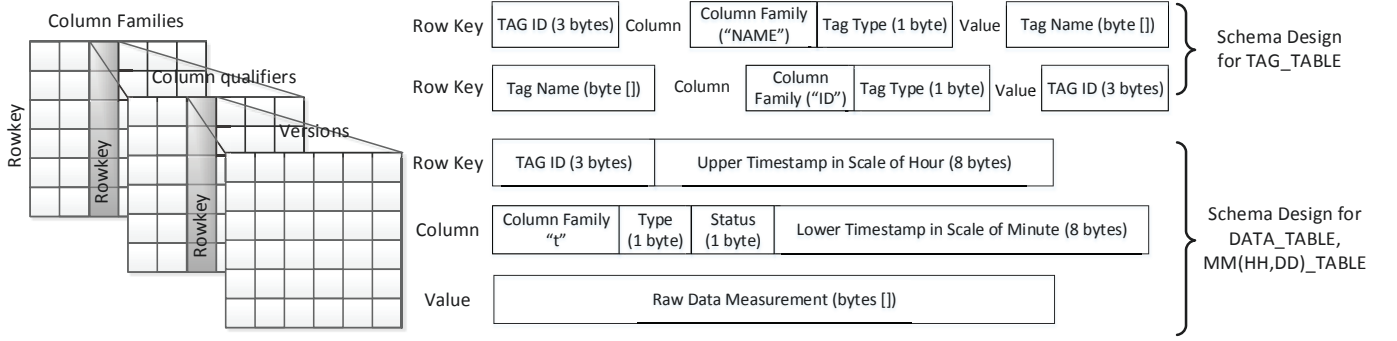 Column Families
Column qualifiers
Versions
Rowkey
Rowkey
Rowkey
Row Key TAG ID (3 bytes) Column Column Family (“NAME”) Tag Type (1 byte) Value Tag Name (byte [])
Row Key Tag Name (byte []) Column Column Family (“ID”) Tag Type (1 byte) Value TAG ID (3 bytes)
Schema Design
for TAG_TABLE
Row Key TAG ID (3 bytes) Upper Timestamp in Scale of Hour (8 bytes)
Column Column Family “t” Type (1 byte) Status (1 byte) Lower Timestamp in Scale of Minute (8 bytes)
Value Raw Data Measurement (bytes [])
Schema Design for
DATA_TABLE,
MM(HH,DD)_TABLE